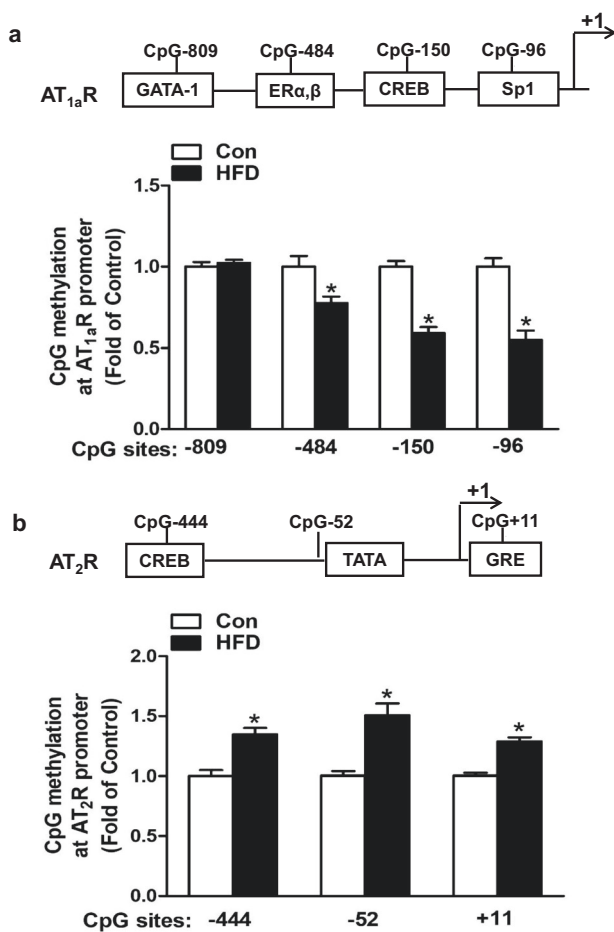 a
+1
CpG-809 CpG-484 CpG-150 CpG-96
AT1aR GATA-1 ERα,β CREB Sp1
Con
HFD
CpG methylation
at AT1aR promoter
(Fold of Control)
1.5
1.0
0.5
0.0
* * *
CpG sites: -809 -484 -150 -96
b
+1
CpG-444 CpG-52 CpG+11
AT2R CREB TATA GRE
Con
HFD
CpG methylation
at AT2R promoter
(Fold of Control)
2.0
1.5
1.0
0.5
0.0
* * *
CpG sites: -444 -52 +11